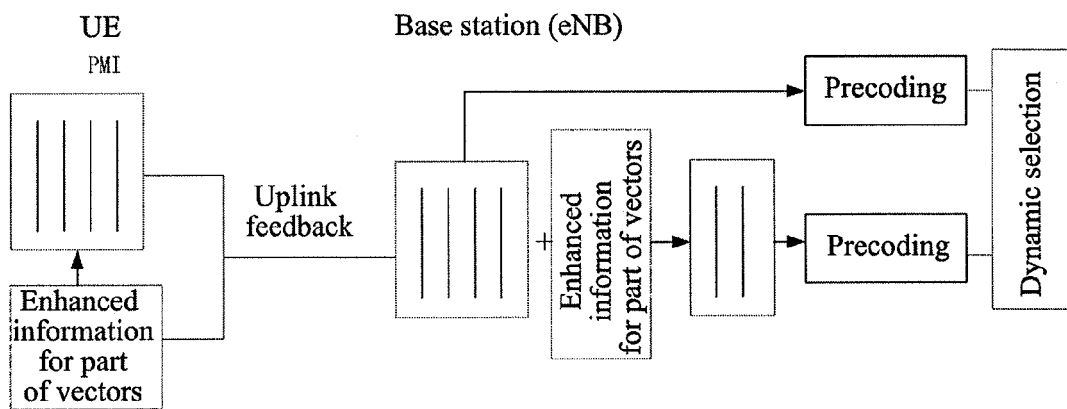 UE
PMI
Enhanced
information
for part
of vectors
Uplink
feedback
Base station (eNB)
+
Enhanced
information
for part of vectors
Precoding
Precoding
Dynamic selection